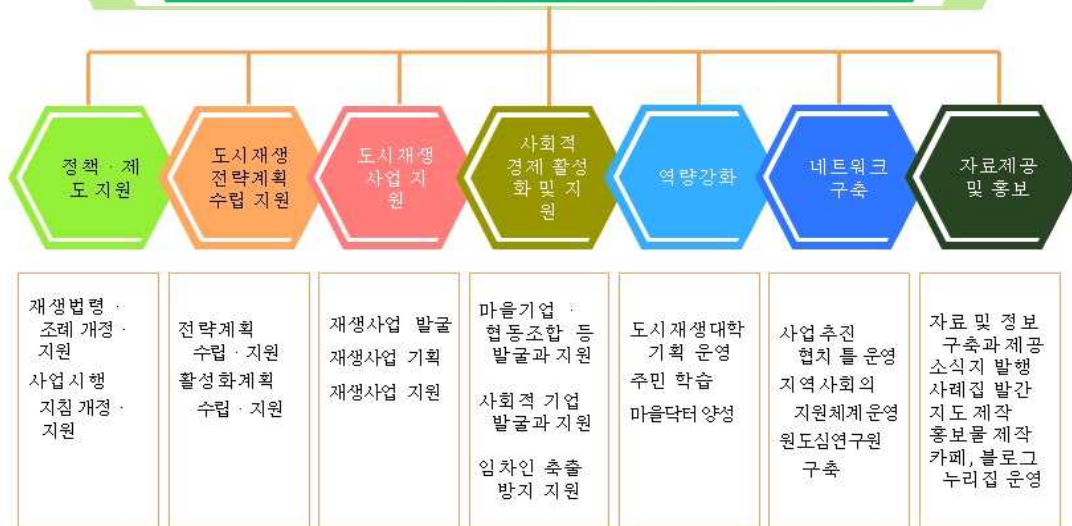 정책 · 제
도 지원
도시재생
전략계획
수립 지원
도시재생
사업 지
원
사회적
경제 활성
화 및 지
원
역량강화
네트워크
구축
자료제공
및 홍보
재생법령 ·
조례 개정 ·
지원
사업시행
지침 개정 ·
지원
전략계획
수립 · 지원
활성화계획
수립 · 지원
재생사업 발굴
재생사업 기획
재생사업 지원
마을기업 ·
협동조합 등
발굴과 지원
사회적 기업
발굴과 지원
임차인 축출
방지 지원
도시재생대학
기획 운영
주민 학습
마을닥터 양성
사업추진
협치 틀 운영
지역사회의
지원체계 운영
원도심연구원
구축
자료 및 정보
구축과 제공
소식지 발행
사례집 발간
지도 제작
홍보물 제작
카페, 블로그
누리집 운영